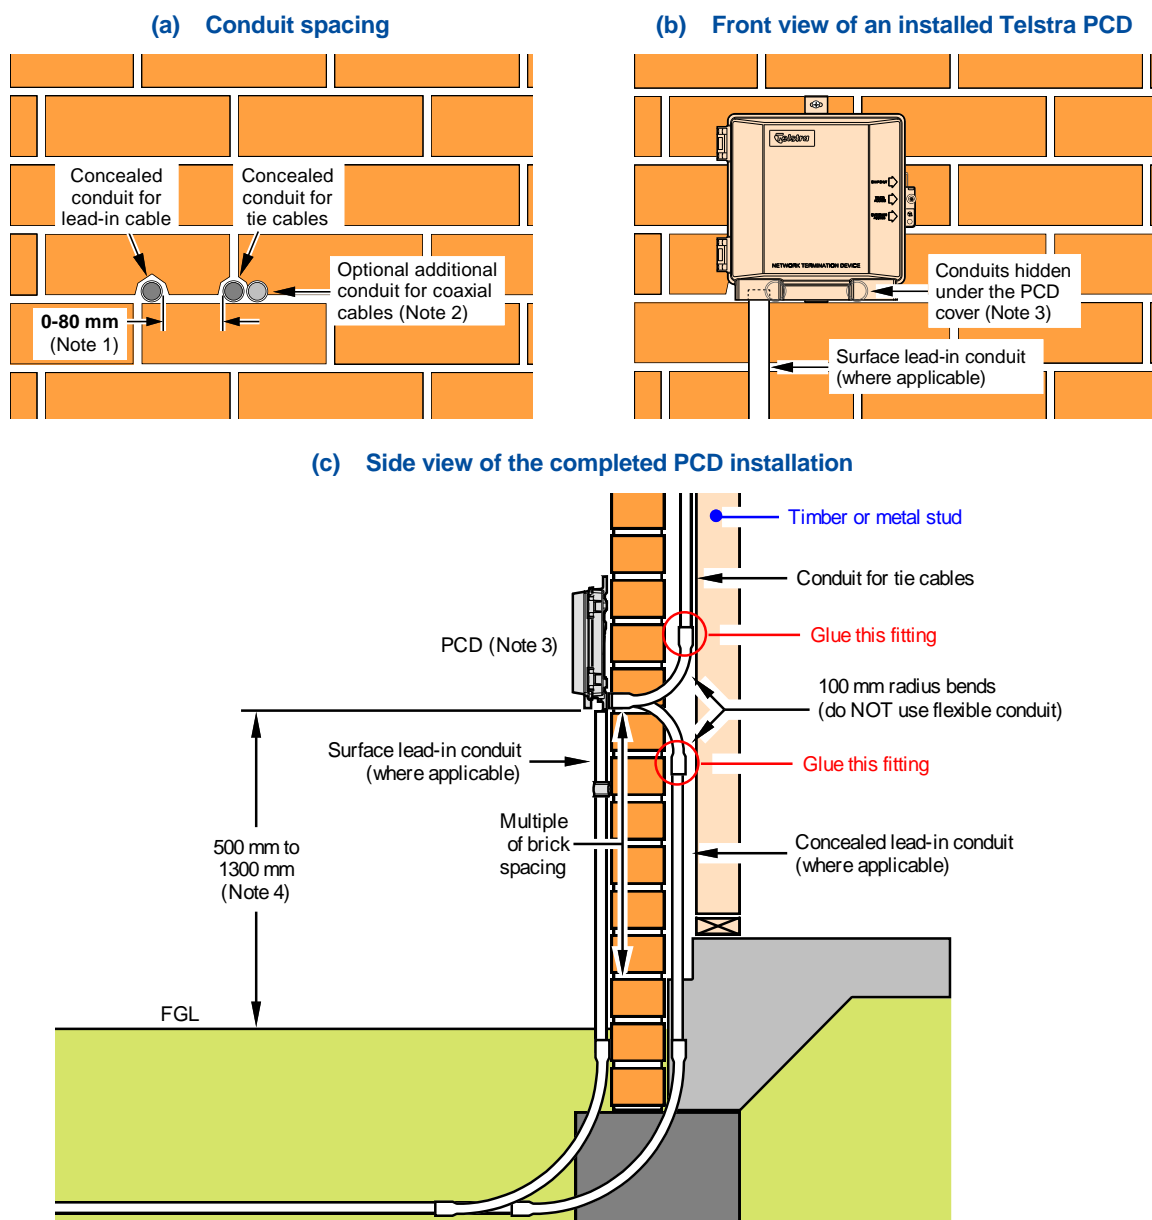 (a) Conduit spacing
Concealed
conduit for
lead-in cable
Concealed
conduit for
tie cables
Optional additional
conduit for coaxial
cables (Note 2)
0-80 mm
(Note 1)
(b) Front view of an installed Telstra PCD
Telstra
NETWORK TERMINATION DEVICE
Conduits hidden
under the PCD
cover (Note 3)
Surface lead-in conduit
(where applicable)
(c) Side view of the completed PCD installation
Timber or metal stud
Conduit for tie cables
Glue this fitting
PCD (Note 3)
100 mm radius bends
(do NOT use flexible conduit)
Surface lead-in conduit
(where applicable)
Glue this fitting
Multiple
of brick
spacing
500 mm to
1300 mm
(Note 4)
Concealed lead-in conduit
(where applicable)
FGL